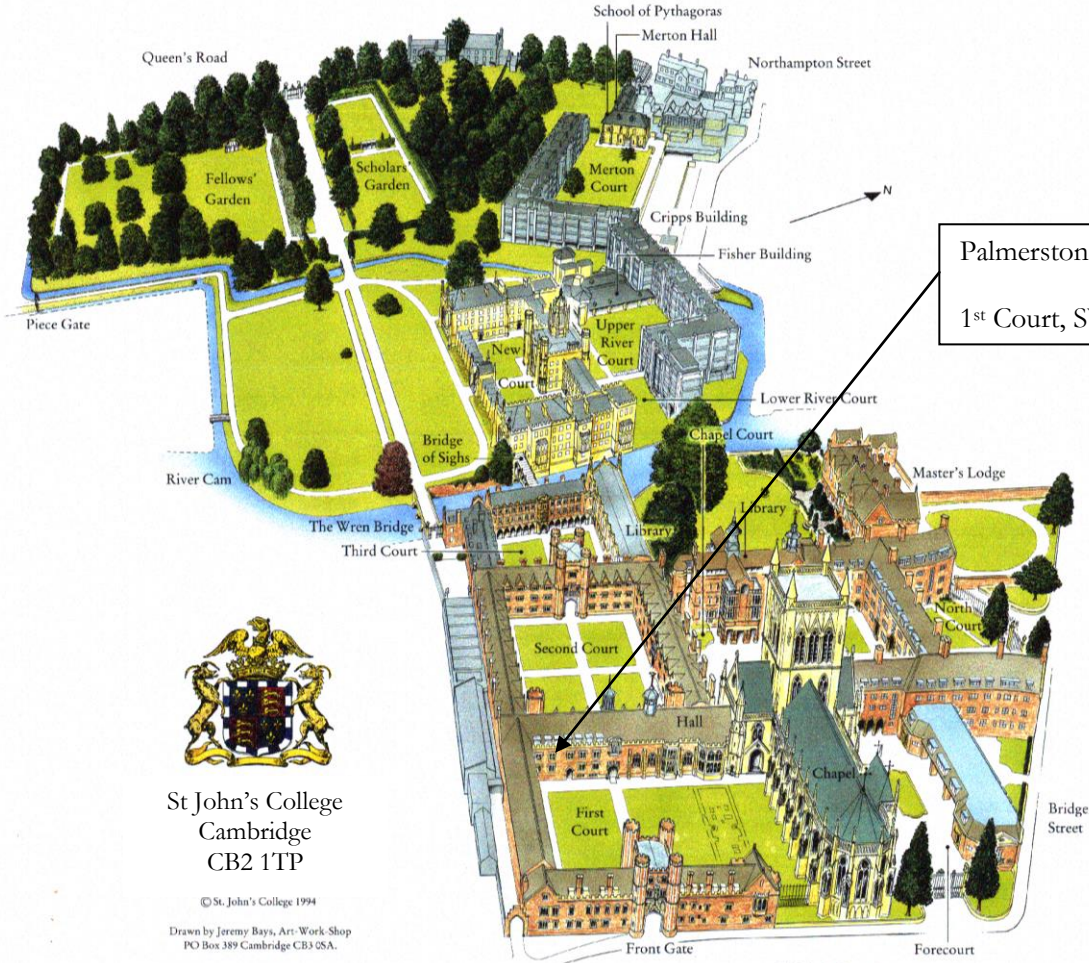 School of Pythagoras
Merton Hall
Queen's Road
Northampton Street
Scholars'
Garden
Fellows'
Garden
Merton
Court
N
Cripps Building
Fisher Building
Palmerston
1st Court, S
Piece Gate
New
Court
Upper
River
Court
Lower River Court
Chapel Court
Bridge
of Sighs
River Cam
Master's Lodge
Library
The Wren Bridge
Library
Third Court
North
Court
Second Court
Hall
Chapel
First
Court
St John's College
Cambridge
CB2 1TP
Bridge
Street
© St. John's College 1994
Drawn by Jeremy Bays, Art-Work-Shop
PO Box 389 Cambridge CB3 0SA.
Front Gate
Forecourt